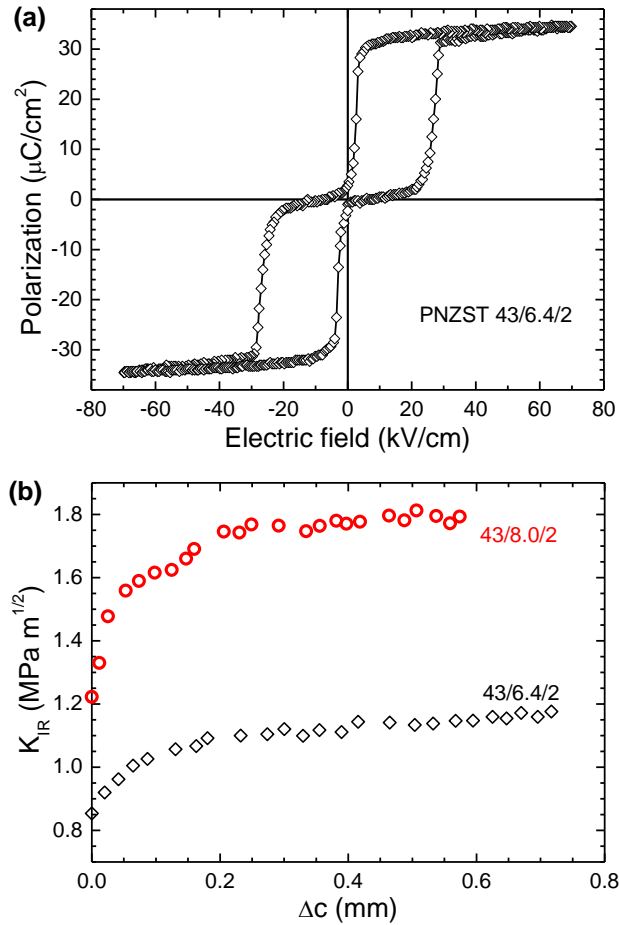 (a)
30
20
10
0
-10
-20
-30
Polarization (μC/cm²)
PNZST 43/6.4/2
-80 -60 -40 -20 0 20 40 60 80
Electric field (kV/cm)
(b)
1.8
1.6
1.4
1.2
1.0
0.8
K_IR (MPa m^1/2)
43/8.0/2
43/6.4/2
0.0 0.2 0.4 0.6 0.8
Δc (mm)